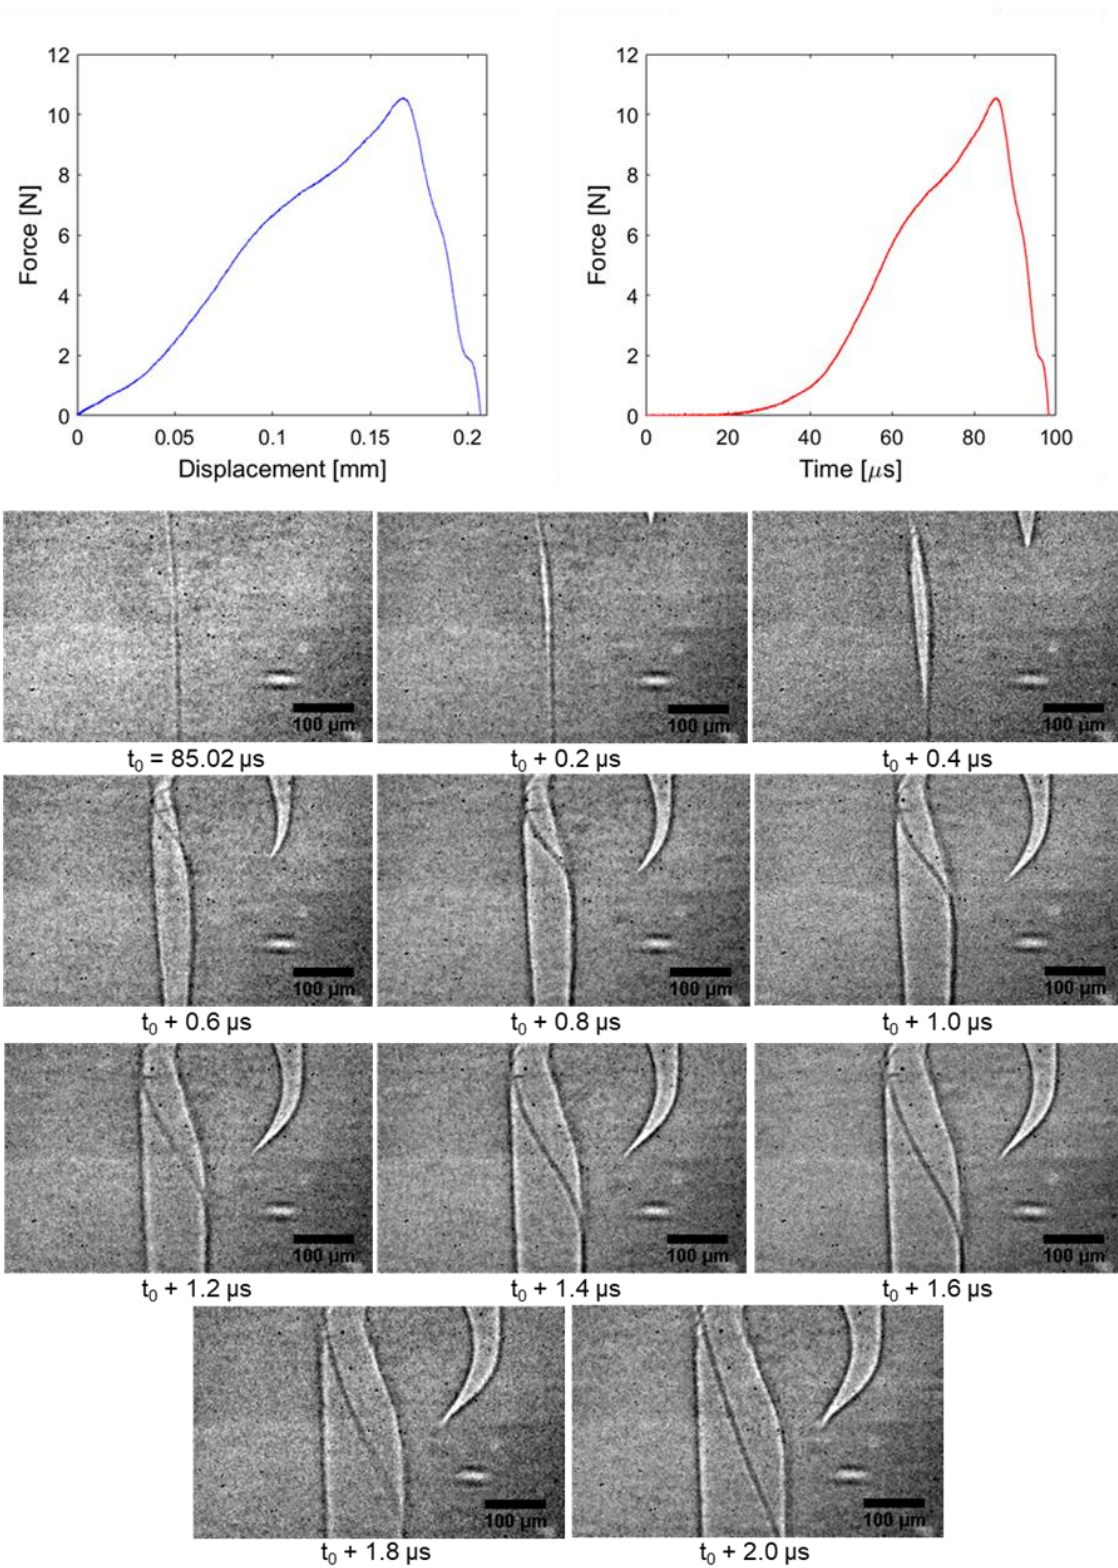 12
10
8
6
4
2
0
Force [N]
0 0.05 0.1 0.15 0.2
Displacement [mm]
12
10
8
6
4
2
0
Force [N]
0 20 40 60 80 100
Time [μs]
100 μm 100 μm 100 μm
t₀ = 85.02 μs t₀ + 0.2 μs t₀ + 0.4 μs
100 μm 100 μm 100 μm
t₀ + 0.6 μs t₀ + 0.8 μs t₀ + 1.0 μs
100 μm 100 μm 100 μm
t₀ + 1.2 μs t₀ + 1.4 μs t₀ + 1.6 μs
100 μm 100 μm
t₀ + 1.8 μs t₀ + 2.0 μs